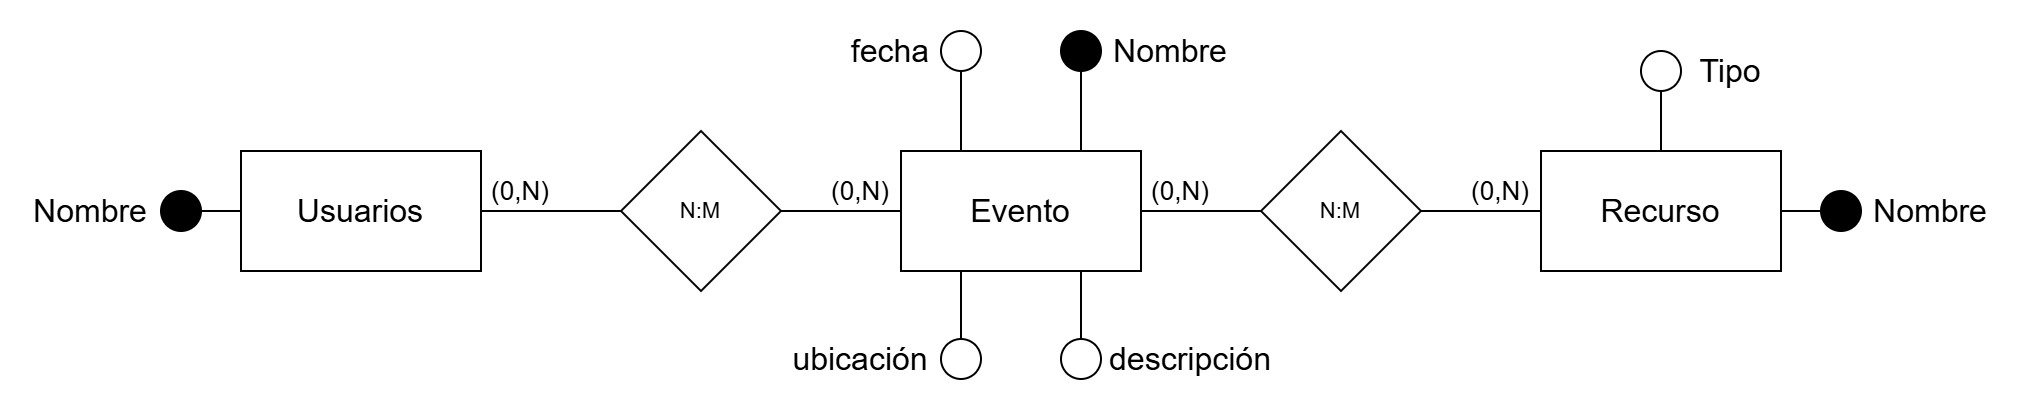 fecha
Nombre
Tipo
Nombre
Usuarios
(0,N)
N:M
(0,N)
Evento
(0,N)
N:M
(0,N)
Recurso
Nombre
ubicación
descripción